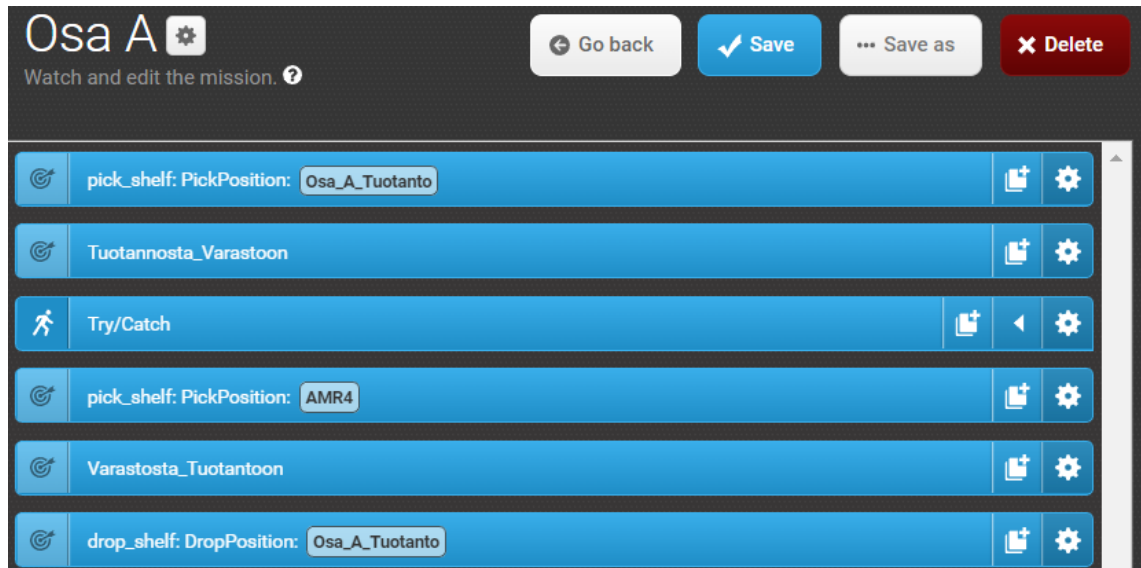 Osa A
Go back
Save
Save as
Delete
Watch and edit the mission.
pick_shelf: PickPosition: Osa_A_Tuotanto
Tuotannosta_Varastoon
Try/Catch
pick_shelf: PickPosition: AMR4
Varastosta_Tuotantoon
drop_shelf: DropPosition: Osa_A_Tuotanto